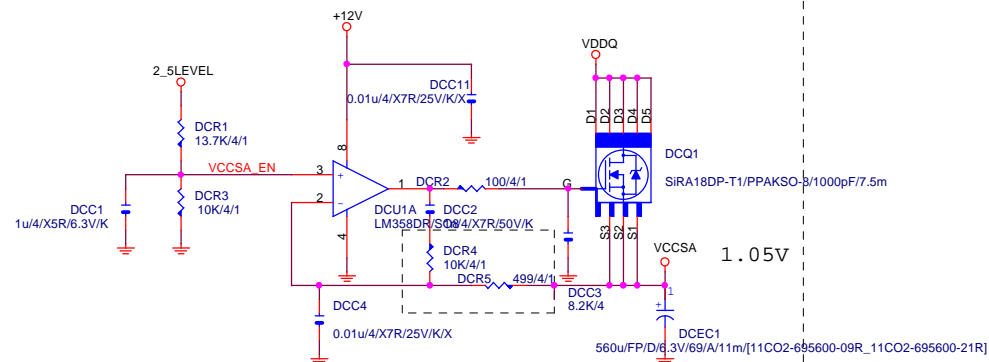 +12V
VDDQ
2_5LEVEL
DCC11
0.01u/4/X7R/25V/K/X
D1
D2
D3
D4
D5
DCR1
13.7K/4/1
8
DCQ1
VCCSA_EN
3
+
1
DCR2
100/4/1
G
SiRA18DP-T1/PPAKSO-8/1000pF/7.5m
DCR3
10K/4/1
2
-
DCC1
1u/4/X5R/6.3V/K
DCU1A
LM358DR/SO8
DCC2
1n/4/X7R/50V/K
4
S3
S2
S1
VCCSA
1.05V
DCR4
10K/4/1
DCR5
499/4/1
DCC4
0.01u/4/X7R/25V/K/X
DCC3
8.2K/4
+
1
DCEC1
560u/FP/D/6.3V/69/A/11m/[11CO2-695600-09R_11CO2-695600-21R]